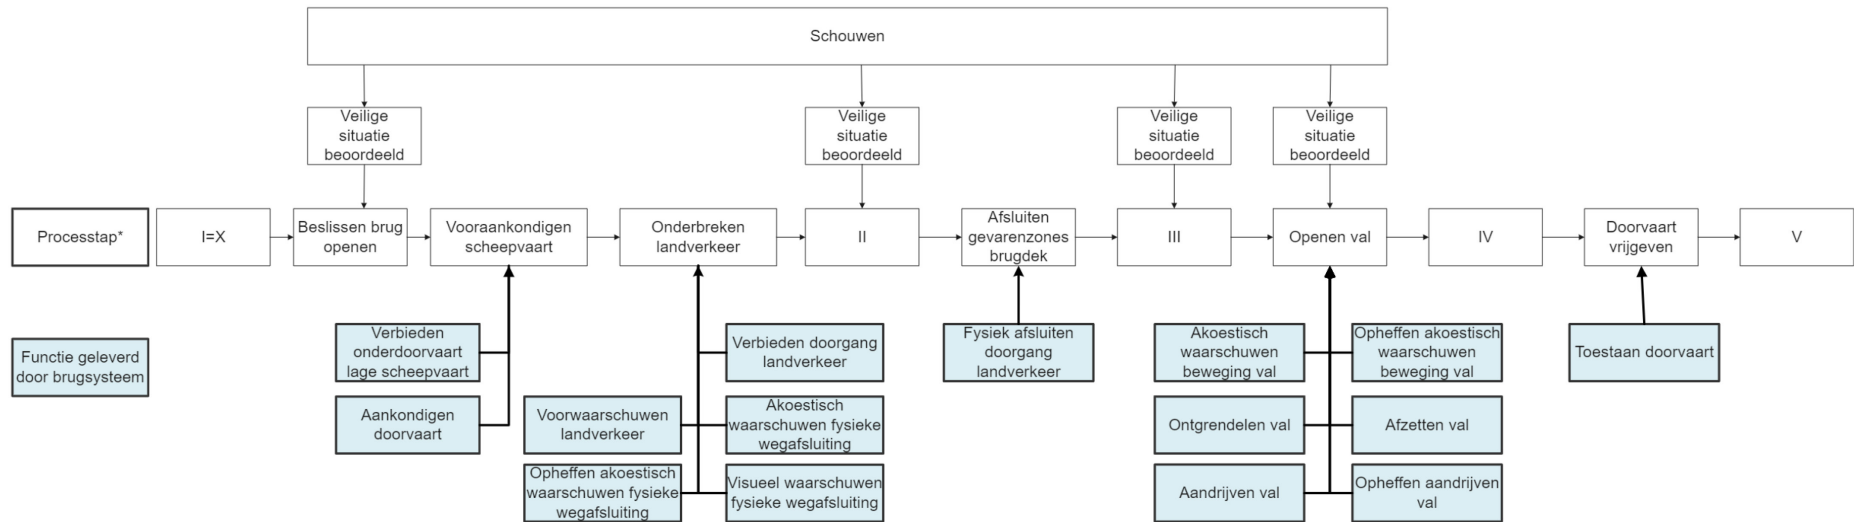 Schouwen
Veilige
situatie
beoordeeld
Veilige
situatie
beoordeeld
Veilige
situatie
beoordeeld
Veilige
situatie
beoordeeld
Processtap*
I=X
Beslissen brug
openen
Vooraankondigen
scheepvaart
Onderbreken
landverkeer
II
Afsluiten
gevarenzones
brugdek
III
Openen val
IV
Doorvaart
vrijgeven
V
Functie geleverd
door brugsysteem
Verbieden
onderdoorvaart
lage scheepvaart
Verbieden doorgang
landverkeer
Fysiek afsluiten
doorgang
landverkeer
Akoestisch
waarschuwen
beweging val
Opheffen akoestisch
waarschuwen
beweging val
Toestaan doorvaart
Aankondigen
doorvaart
Voorwaarschuwen
landverkeer
Akoestisch
waarschuwen fysieke
wegafsluiting
Ontgrendelen val
Afzetten val
Opheffen akoestisch
waarschuwen fysieke
wegafsluiting
Visueel waarschuwen
fysieke wegafsluiting
Aandrijven val
Opheffen aandrijven
val